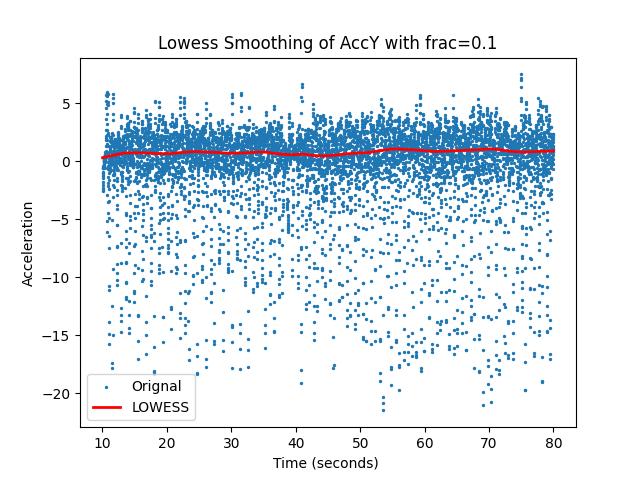 Lowess Smoothing of AccY with frac=0.1
Acceleration
5
0
−5
−10
−15
−20
Orignal
LOWESS
10 20 30 40 50 60 70 80
Time (seconds)